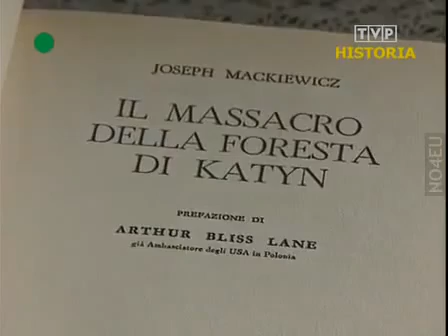 TVP
HISTORIA
JOSEPH MACKIEWICZ
IL MASSACRO
DELLA FORESTA
DI KATYN
PREFAZIONE DI
ARTHUR BLISS LANE
già Ambasciatore degli USA in Polonia
NO4EU